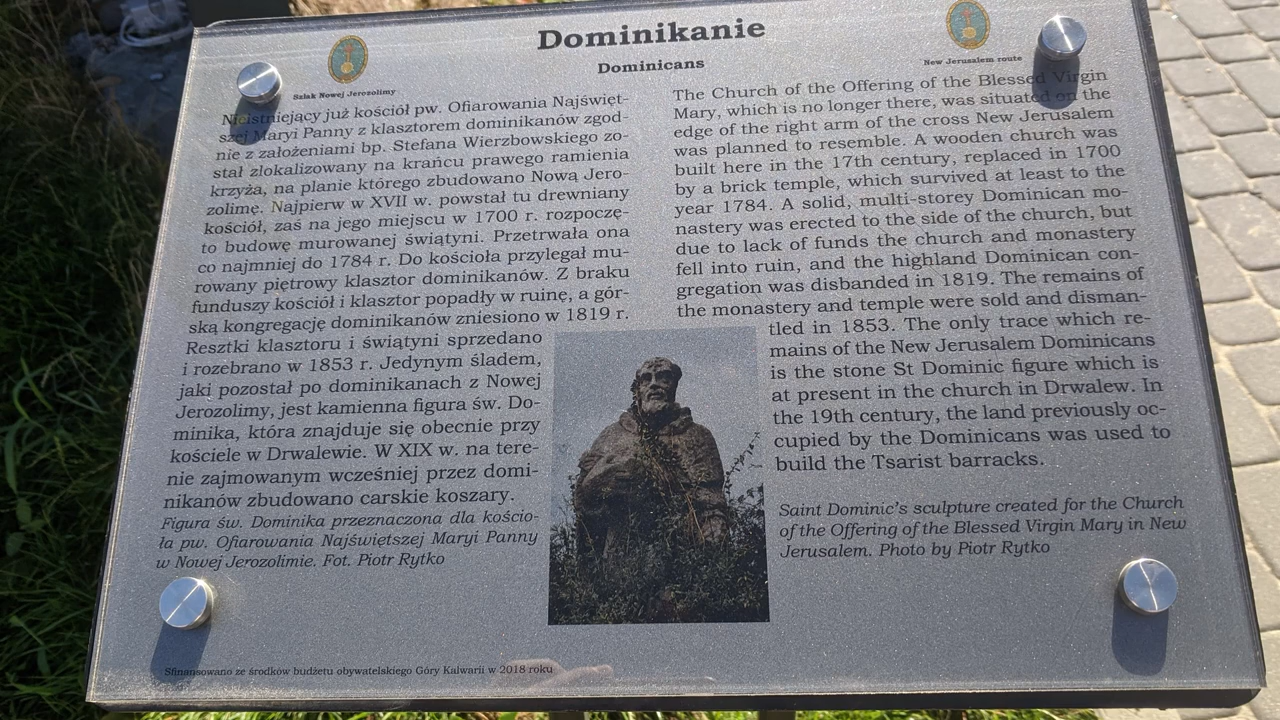 Dominikanie
Dominicans
Szlak Nowej Jerozolimy
New Jerusalem route
Nieistniejący już kościół pw. Ofiarowania Najświęt-
szej Maryi Panny z klasztorem dominikanów zgod-
nie z założeniami bp. Stefana Wierzbowskiego zo-
stał zlokalizowany na krańcu prawego ramienia
krzyża, na planie którego zbudowano Nową Jero-
zolimę. Najpierw w XVII w. powstał tu drewniany
kościół, zaś na jego miejscu w 1700 r. rozpoczę-
to budowę murowanej świątyni. Przetrwała ona
co najmniej do 1784 r. Do kościoła przylegał mu-
rowany piętrowy klasztor dominikanów. Z braku
funduszy kościół i klasztor popadły w ruinę, a gór-
ską kongregację dominikanów zniesiono w 1819 r.
Resztki klasztoru i świątyni sprzedano
i rozebrano w 1853 r. Jedynym śladem,
jaki pozostał po dominikanach z Nowej
Jerozolimy, jest kamienna figura św. Do-
minika, która znajduje się obecnie przy
kościele w Drwalewie. W XIX w. na tere-
nie zajmowanym wcześniej przez domi-
nikanów zbudowano carskie koszary.
Figura św. Dominika przeznaczona dla kościo-
ła pw. Ofiarowania Najświetszej Maryi Panny
w Nowej Jerozolimie. Fot. Piotr Rytko
The Church of the Offering of the Blessed Virgin
Mary, which is no longer there, was situated on the
edge of the right arm of the cross New Jerusalem
was planned to resemble. A wooden church was
built here in the 17th century, replaced in 1700
by a brick temple, which survived at least to the
year 1784. A solid, multi-storey Dominican mo-
nastery was erected to the side of the church, but
due to lack of funds the church and monastery
fell into ruin, and the highland Dominican con-
gregation was disbanded in 1819. The remains of
the monastery and temple were sold and disman-
tled in 1853. The only trace which re-
mains of the New Jerusalem Dominicans
is the stone St Dominic figure which is
at present in the church in Drwalew. In
the 19th century, the land previously oc-
cupied by the Dominicans was used to
build the Tsarist barracks.
Saint Dominic's sculpture created for the Church
of the Offering of the Blessed Virgin Mary in New
Jerusalem. Photo by Piotr Rytko
Sfinansowano ze środków budżetu obywatelskiego Góry Kalwarii w 2018 roku